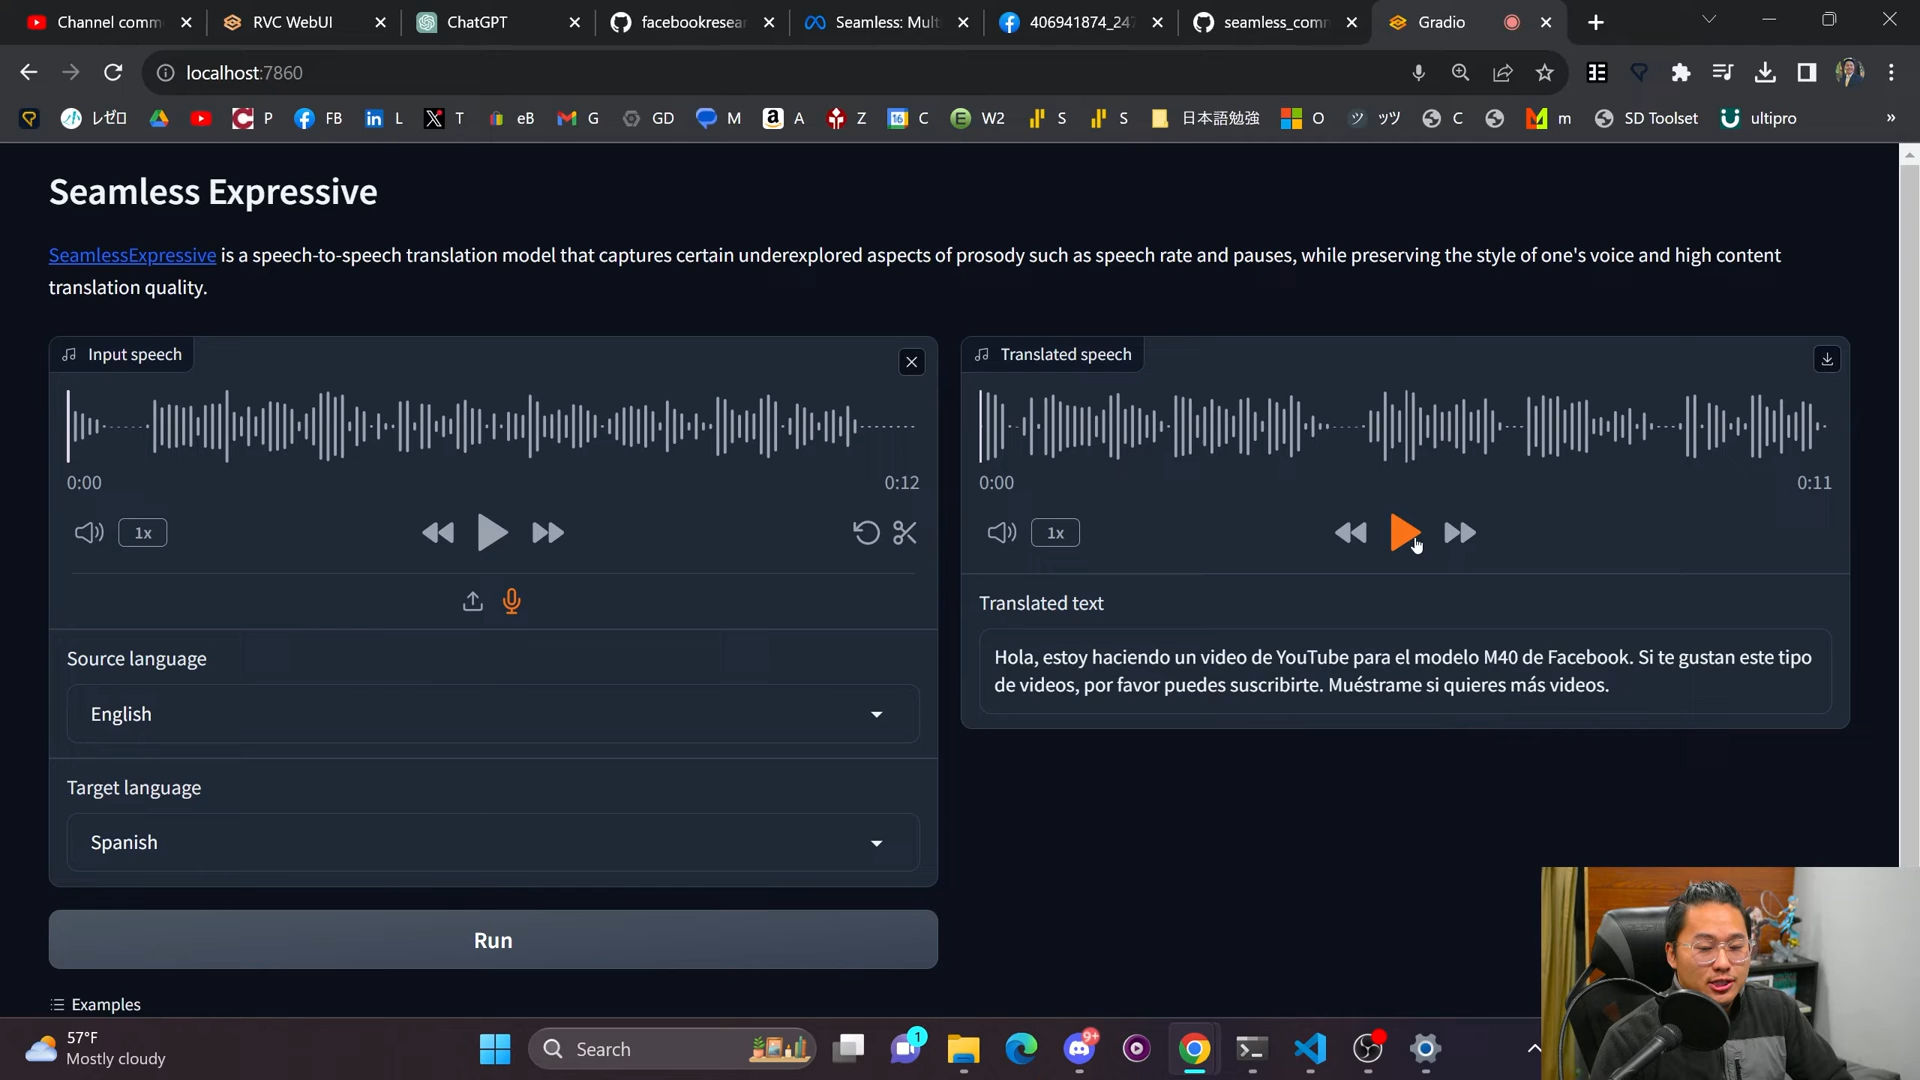 Channel comm
RVC WebUI
ChatGPT
facebookresear
Seamless: Mult
406941874_247
seamless_comm
Gradio
localhost:7860
レゼロ
P
FB
L
T
eB
G
GD
M
A
Z
C
W2
S
S
日本語勉強
O
ツッツ
C
m
SD Toolset
ultipro
»
Seamless Expressive
SeamlessExpressive is a speech-to-speech translation model that captures certain underexplored aspects of prosody such as speech rate and pauses, while preserving the style of one's voice and high content
translation quality.
Input speech
0:00
0:12
1x
Source language
English
Target language
Spanish
Run
Examples
Translated speech
0:00
0:11
1x
Translated text
Hola, estoy haciendo un video de YouTube para el modelo M40 de Facebook. Si te gustan este tipo
de videos, por favor puedes suscribirte. Muéstrame si quieres más videos.
57°F
Mostly cloudy
Search
1
9+